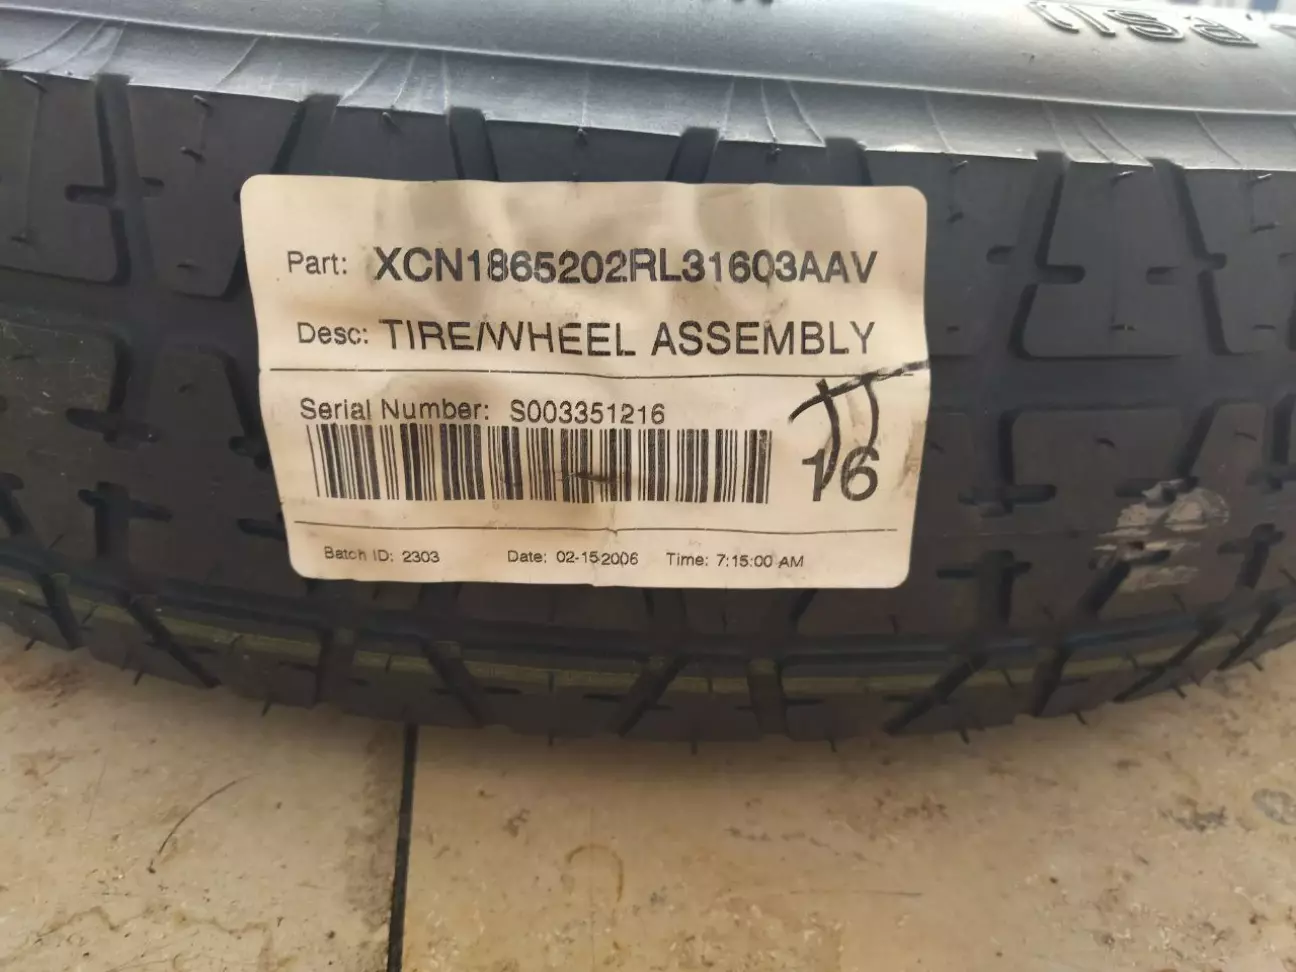 Part: XCN1865202RL31603AAV
Desc: TIRE/WHEEL ASSEMBLY
Serial Number: S003351216
16
Batch ID: 2303 Date: 02-15-2006 Time: 7:15:00 AM